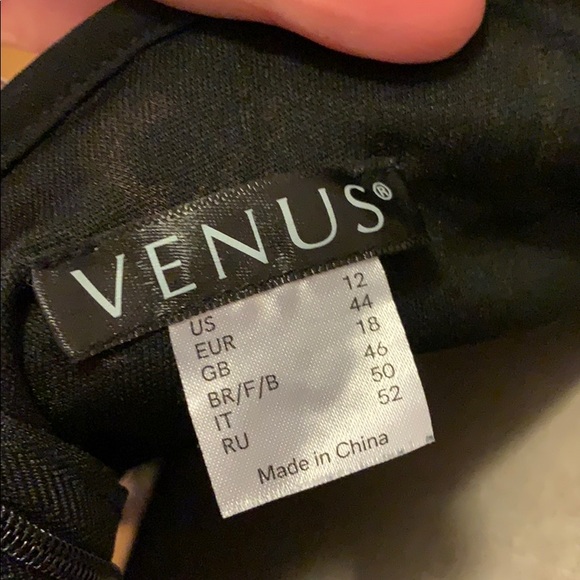 VENUS®
US 12
EUR 44
GB 18
BR/F/B 46
IT 50
RU 52
Made in China